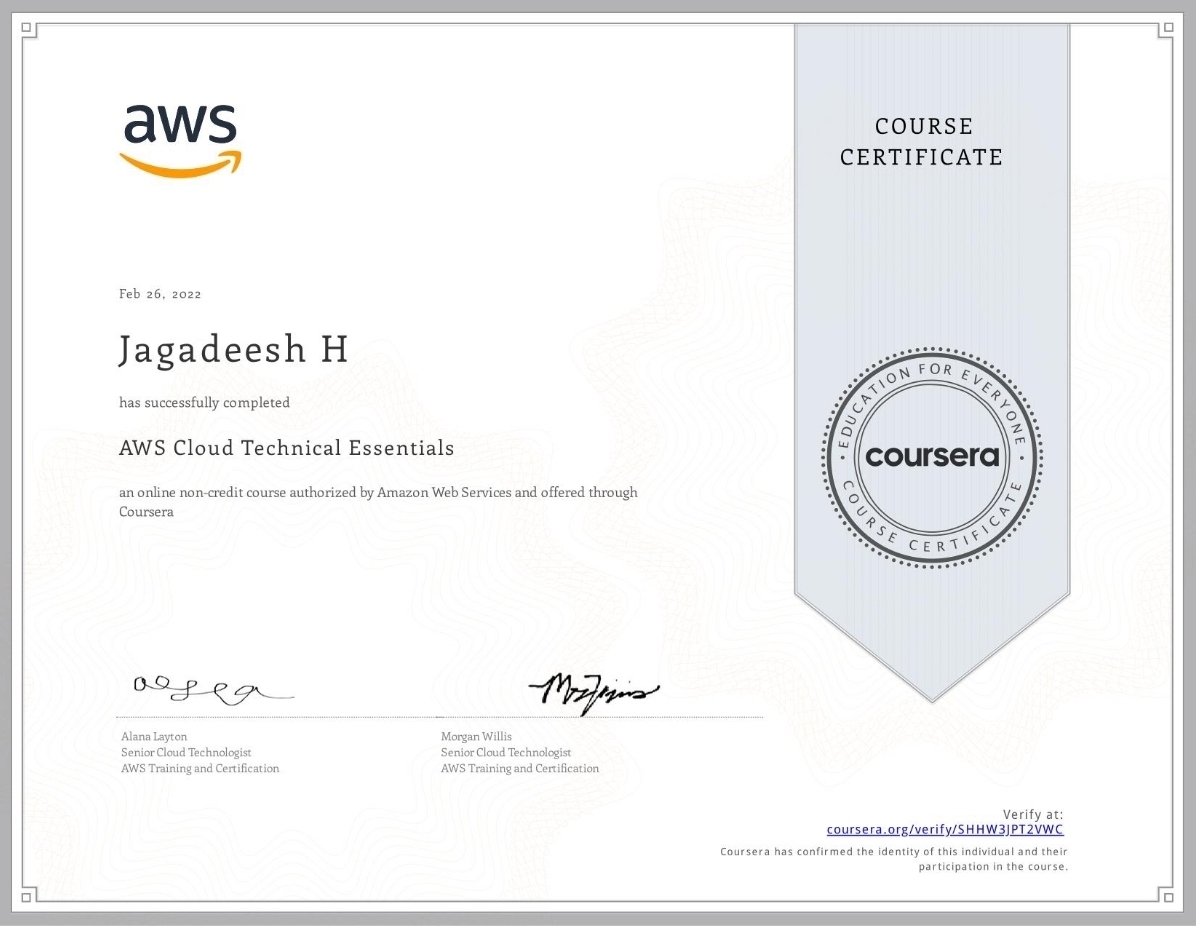 aws
COURSE
CERTIFICATE
Feb 26, 2022
Jagadeesh H
has successfully completed
AWS Cloud Technical Essentials
an online non-credit course authorized by Amazon Web Services and offered through
Coursera
EDUCATION FOR EVERYONE
coursera
COURSE CERTIFICATE
Alana Layton
Senior Cloud Technologist
AWS Training and Certification
Morgan Willis
Senior Cloud Technologist
AWS Training and Certification
Verify at:
coursera.org/verify/SHHW3JPT2VWC
Coursera has confirmed the identity of this individual and their
participation in the course.